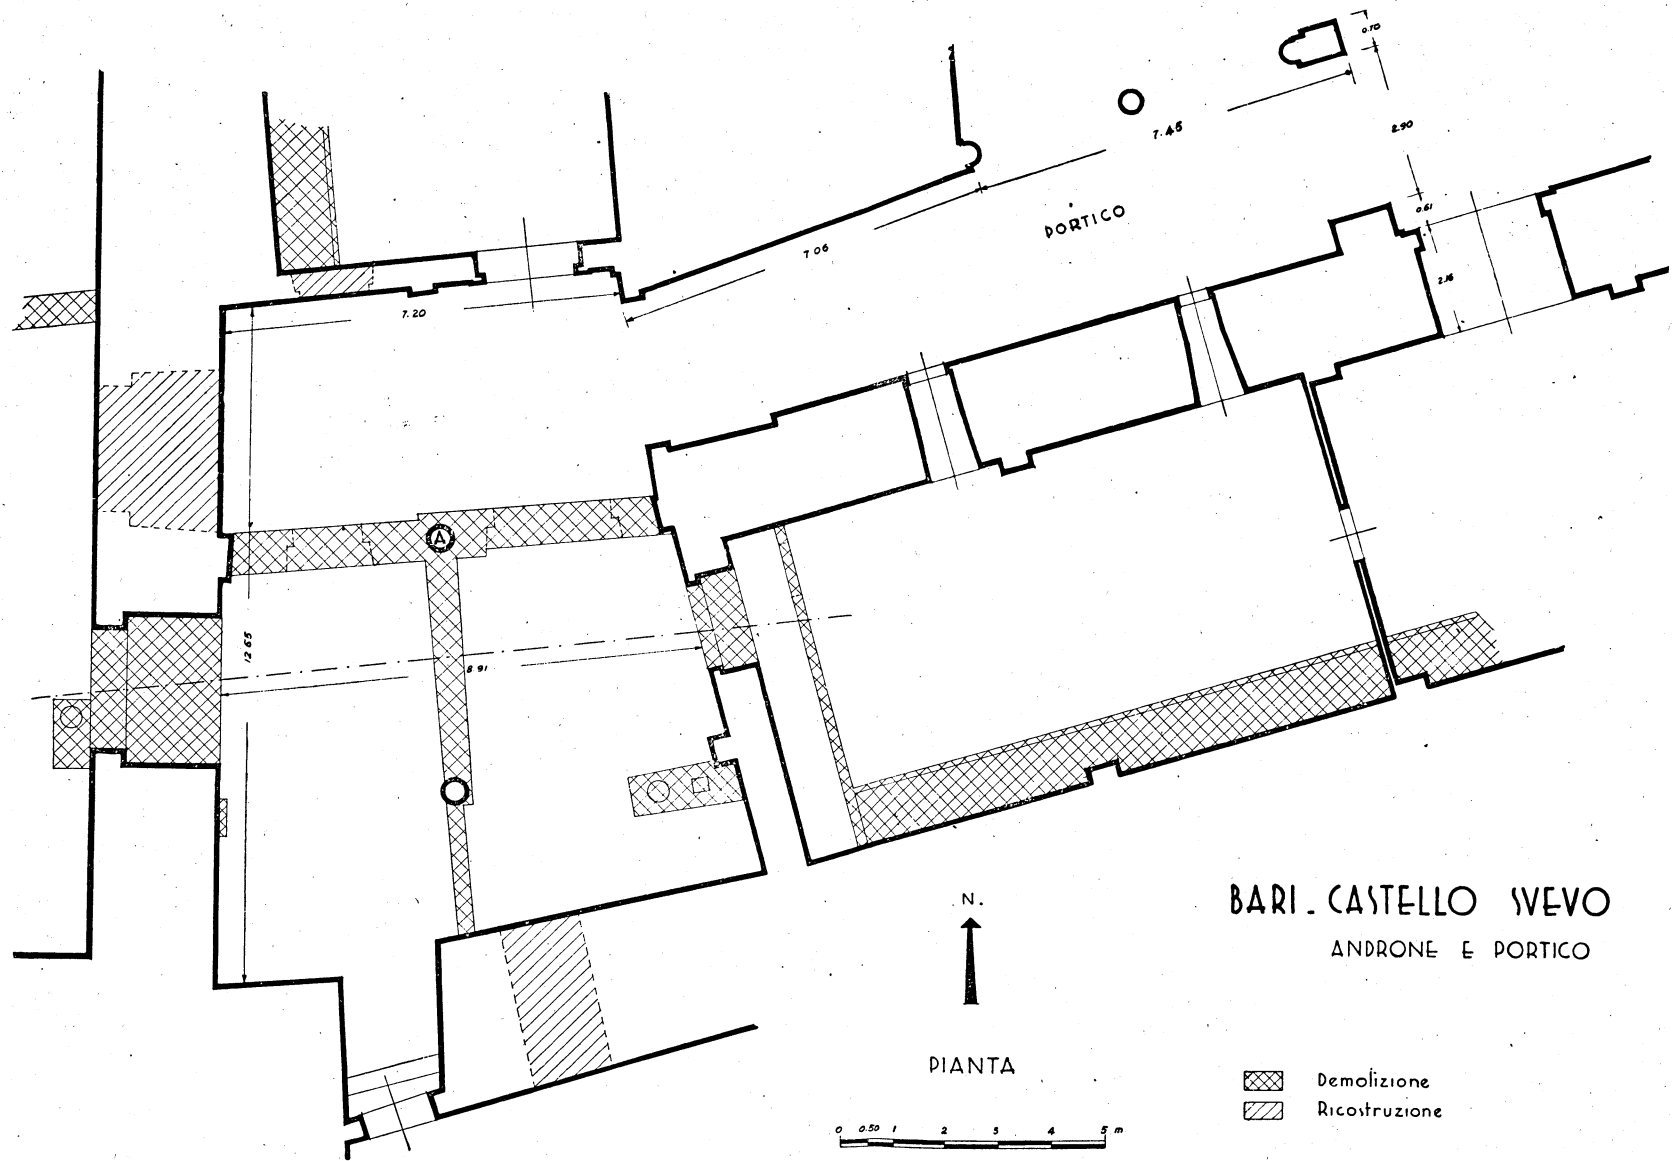 0.70
7.45
2.90
PORTICO
0.61
7.06
2.16
7.20
A
12.65
8.91
BARI - CASTELLO SVEVO
ANDRONE E PORTICO
N.
PIANTA
Demolizione
Ricostruzione
0 0.50 1 2 3 4 5 m